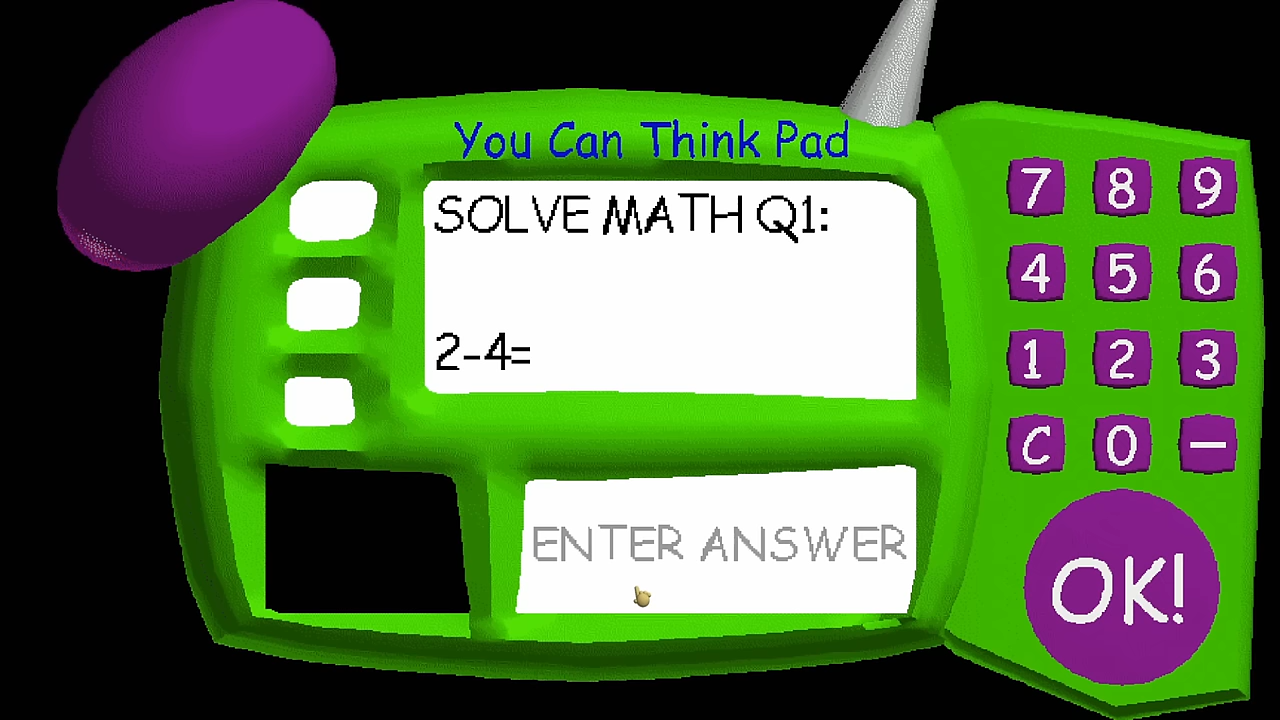 You Can Think Pad
SOLVE MATH Q1:
2-4=
ENTER ANSWER
7 8 9
4 5 6
1 2 3
C 0 —
OK!